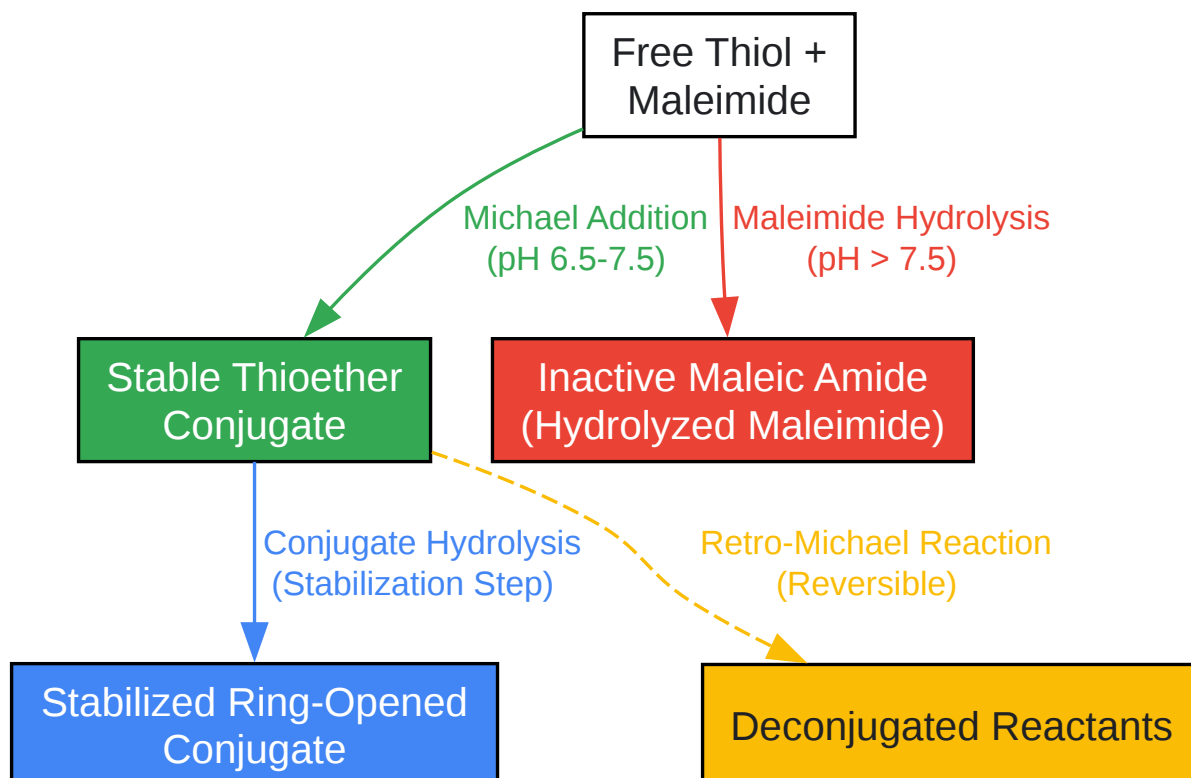 Free Thiol +
Maleimide
Michael Addition
(pH 6.5-7.5)
Maleimide Hydrolysis
(pH > 7.5)
Stable Thioether
Conjugate
Inactive Maleic Amide
(Hydrolyzed Maleimide)
Conjugate Hydrolysis
(Stabilization Step)
Retro-Michael Reaction
(Reversible)
Stabilized Ring-Opened
Conjugate
Deconjugated Reactants